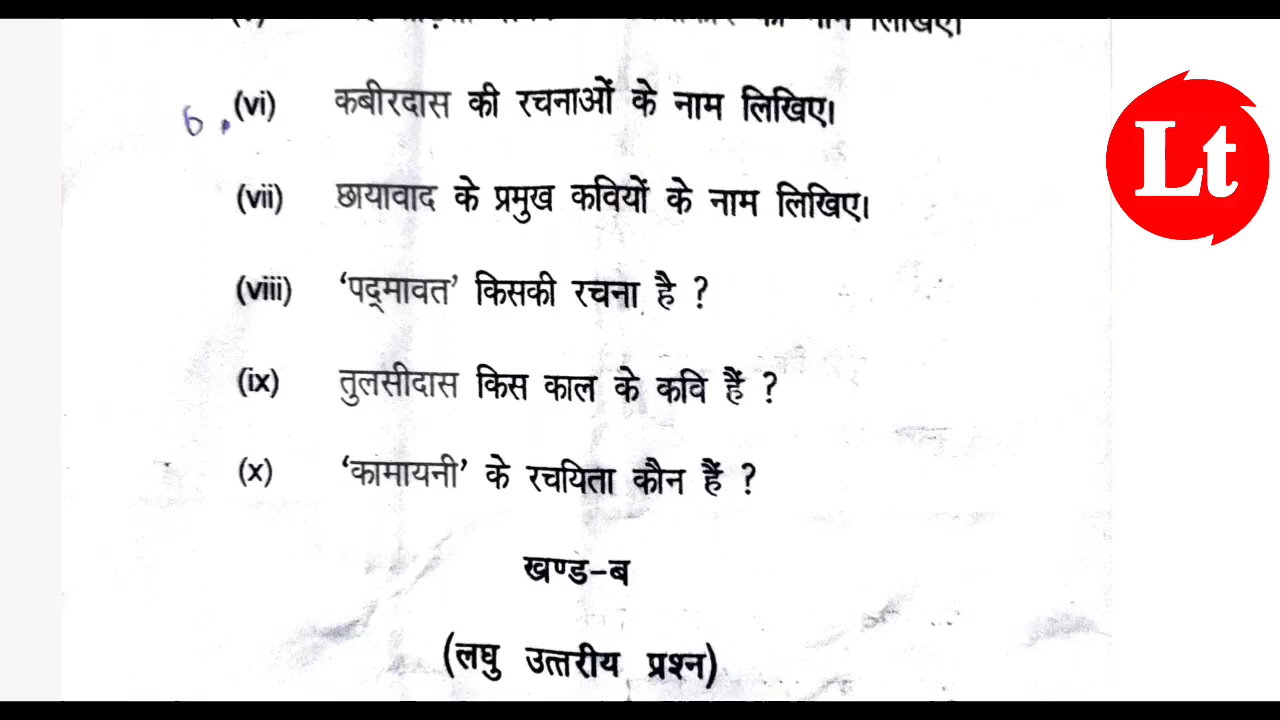 नाम लिखिए।
6. (vi) कबीरदास की रचनाओं के नाम लिखिए।
Lt
(vii) छायावाद के प्रमुख कवियों के नाम लिखिए।
(viii) ‘पद्‌मावत’ किसकी रचना है ?
(ix) तुलसीदास किस काल के कवि हैं ?
(x) ‘कामायनी’ के रचयिता कौन हैं ?
खण्ड–ब
(लघु उत्तरीय प्रश्न)